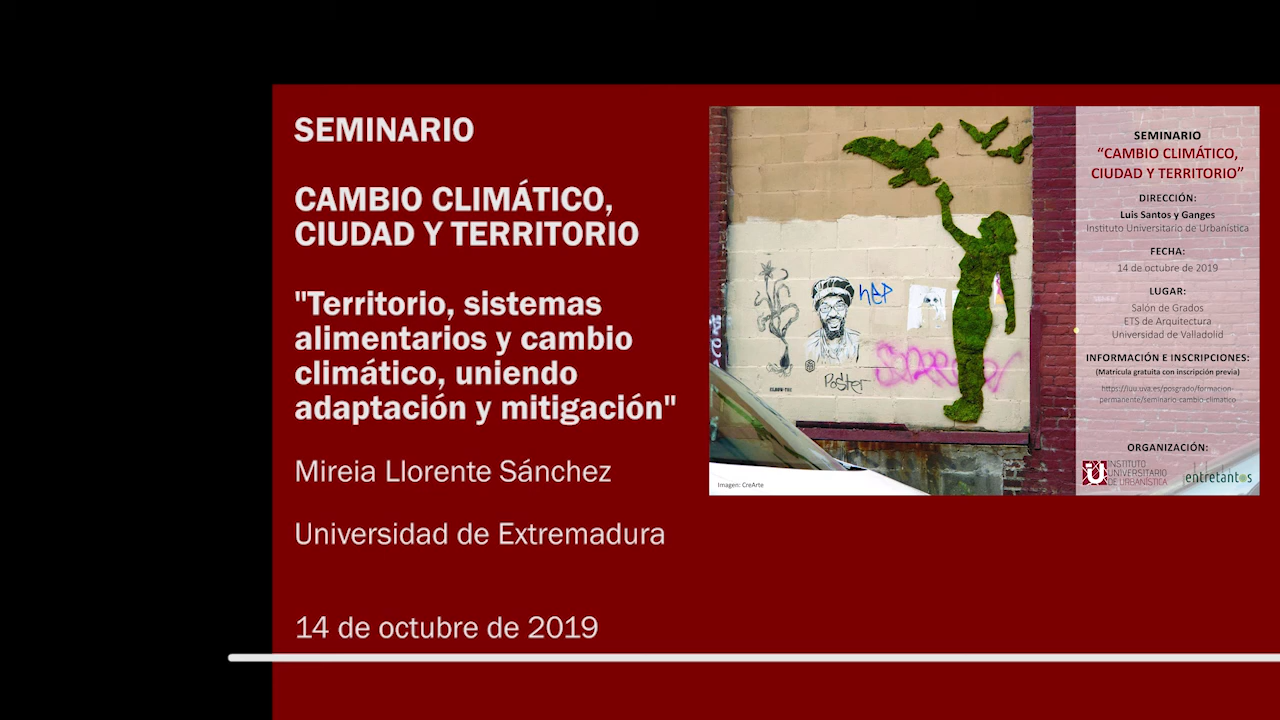 SEMINARIO
CAMBIO CLIMÁTICO,
CIUDAD Y TERRITORIO
"Territorio, sistemas
alimentarios y cambio
climático, uniendo
adaptación y mitigación"
Mireia Llorente Sánchez
Universidad de Extremadura
14 de octubre de 2019
hEP
Poster
Imagen: CreArte
SEMINARIO
“CAMBIO CLIMÁTICO,
CIUDAD Y TERRITORIO”
DIRECCIÓN:
Luis Santos y Ganges
Instituto Universitario de Urbanística
FECHA:
14 de octubre de 2019
LUGAR:
Salón de Grados
ETS de Arquitectura
Universidad de Valladolid
INFORMACIÓN E INSCRIPCIONES:
(Matrícula gratuita con inscripción previa)
https://iuu.uva.es/posgrado/formacion-
permanente/seminario-cambio-climatico
ORGANIZACIÓN:
INSTITUTO
UNIVERSITARIO
DE URBANÍSTICA
entretantos